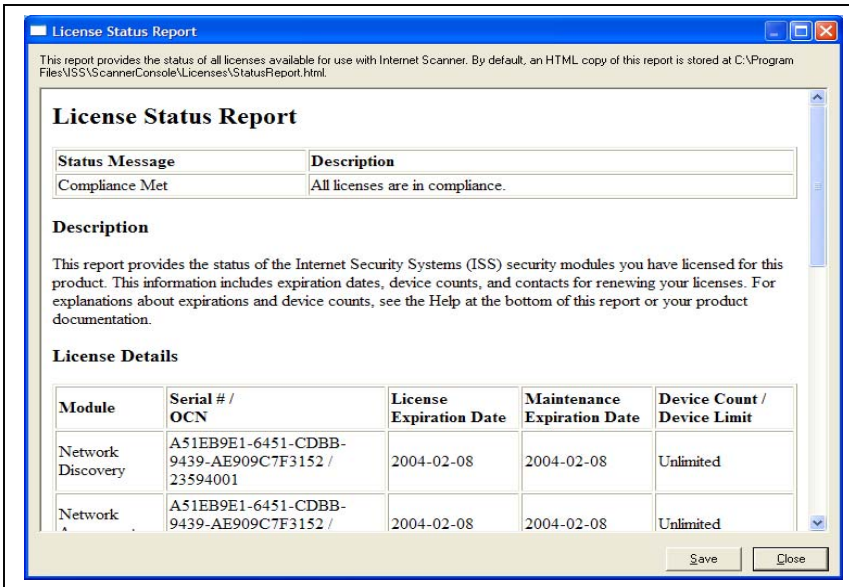 License Status Report
This report provides the status of all licenses available for use with Internet Scanner. By default, an HTML copy of this report is stored at C:\Program
Files\ISS\ScannerConsole\Licenses\StatusReport.html.
License Status Report
Status Message Description
Compliance Met All licenses are in compliance.
Description
This report provides the status of the Internet Security Systems (ISS) security modules you have licensed for this
product. This information includes expiration dates, device counts, and contacts for renewing your licenses. For
explanations about expirations and device counts, see the Help at the bottom of this report or your product
documentation.
License Details
Module
Serial # /
OCN
License
Expiration Date
Maintenance
Expiration Date
Device Count /
Device Limit
Network
Discovery
A51EB9E1-6451-CDBB-
9439-AE909C7F3152 /
23594001
2004-02-08
2004-02-08
Unlimited
Network
A51EB9E1-6451-CDBB-
9439-AE909C7F3152 /
2004-02-08
2004-02-08
Unlimited
Save
Close